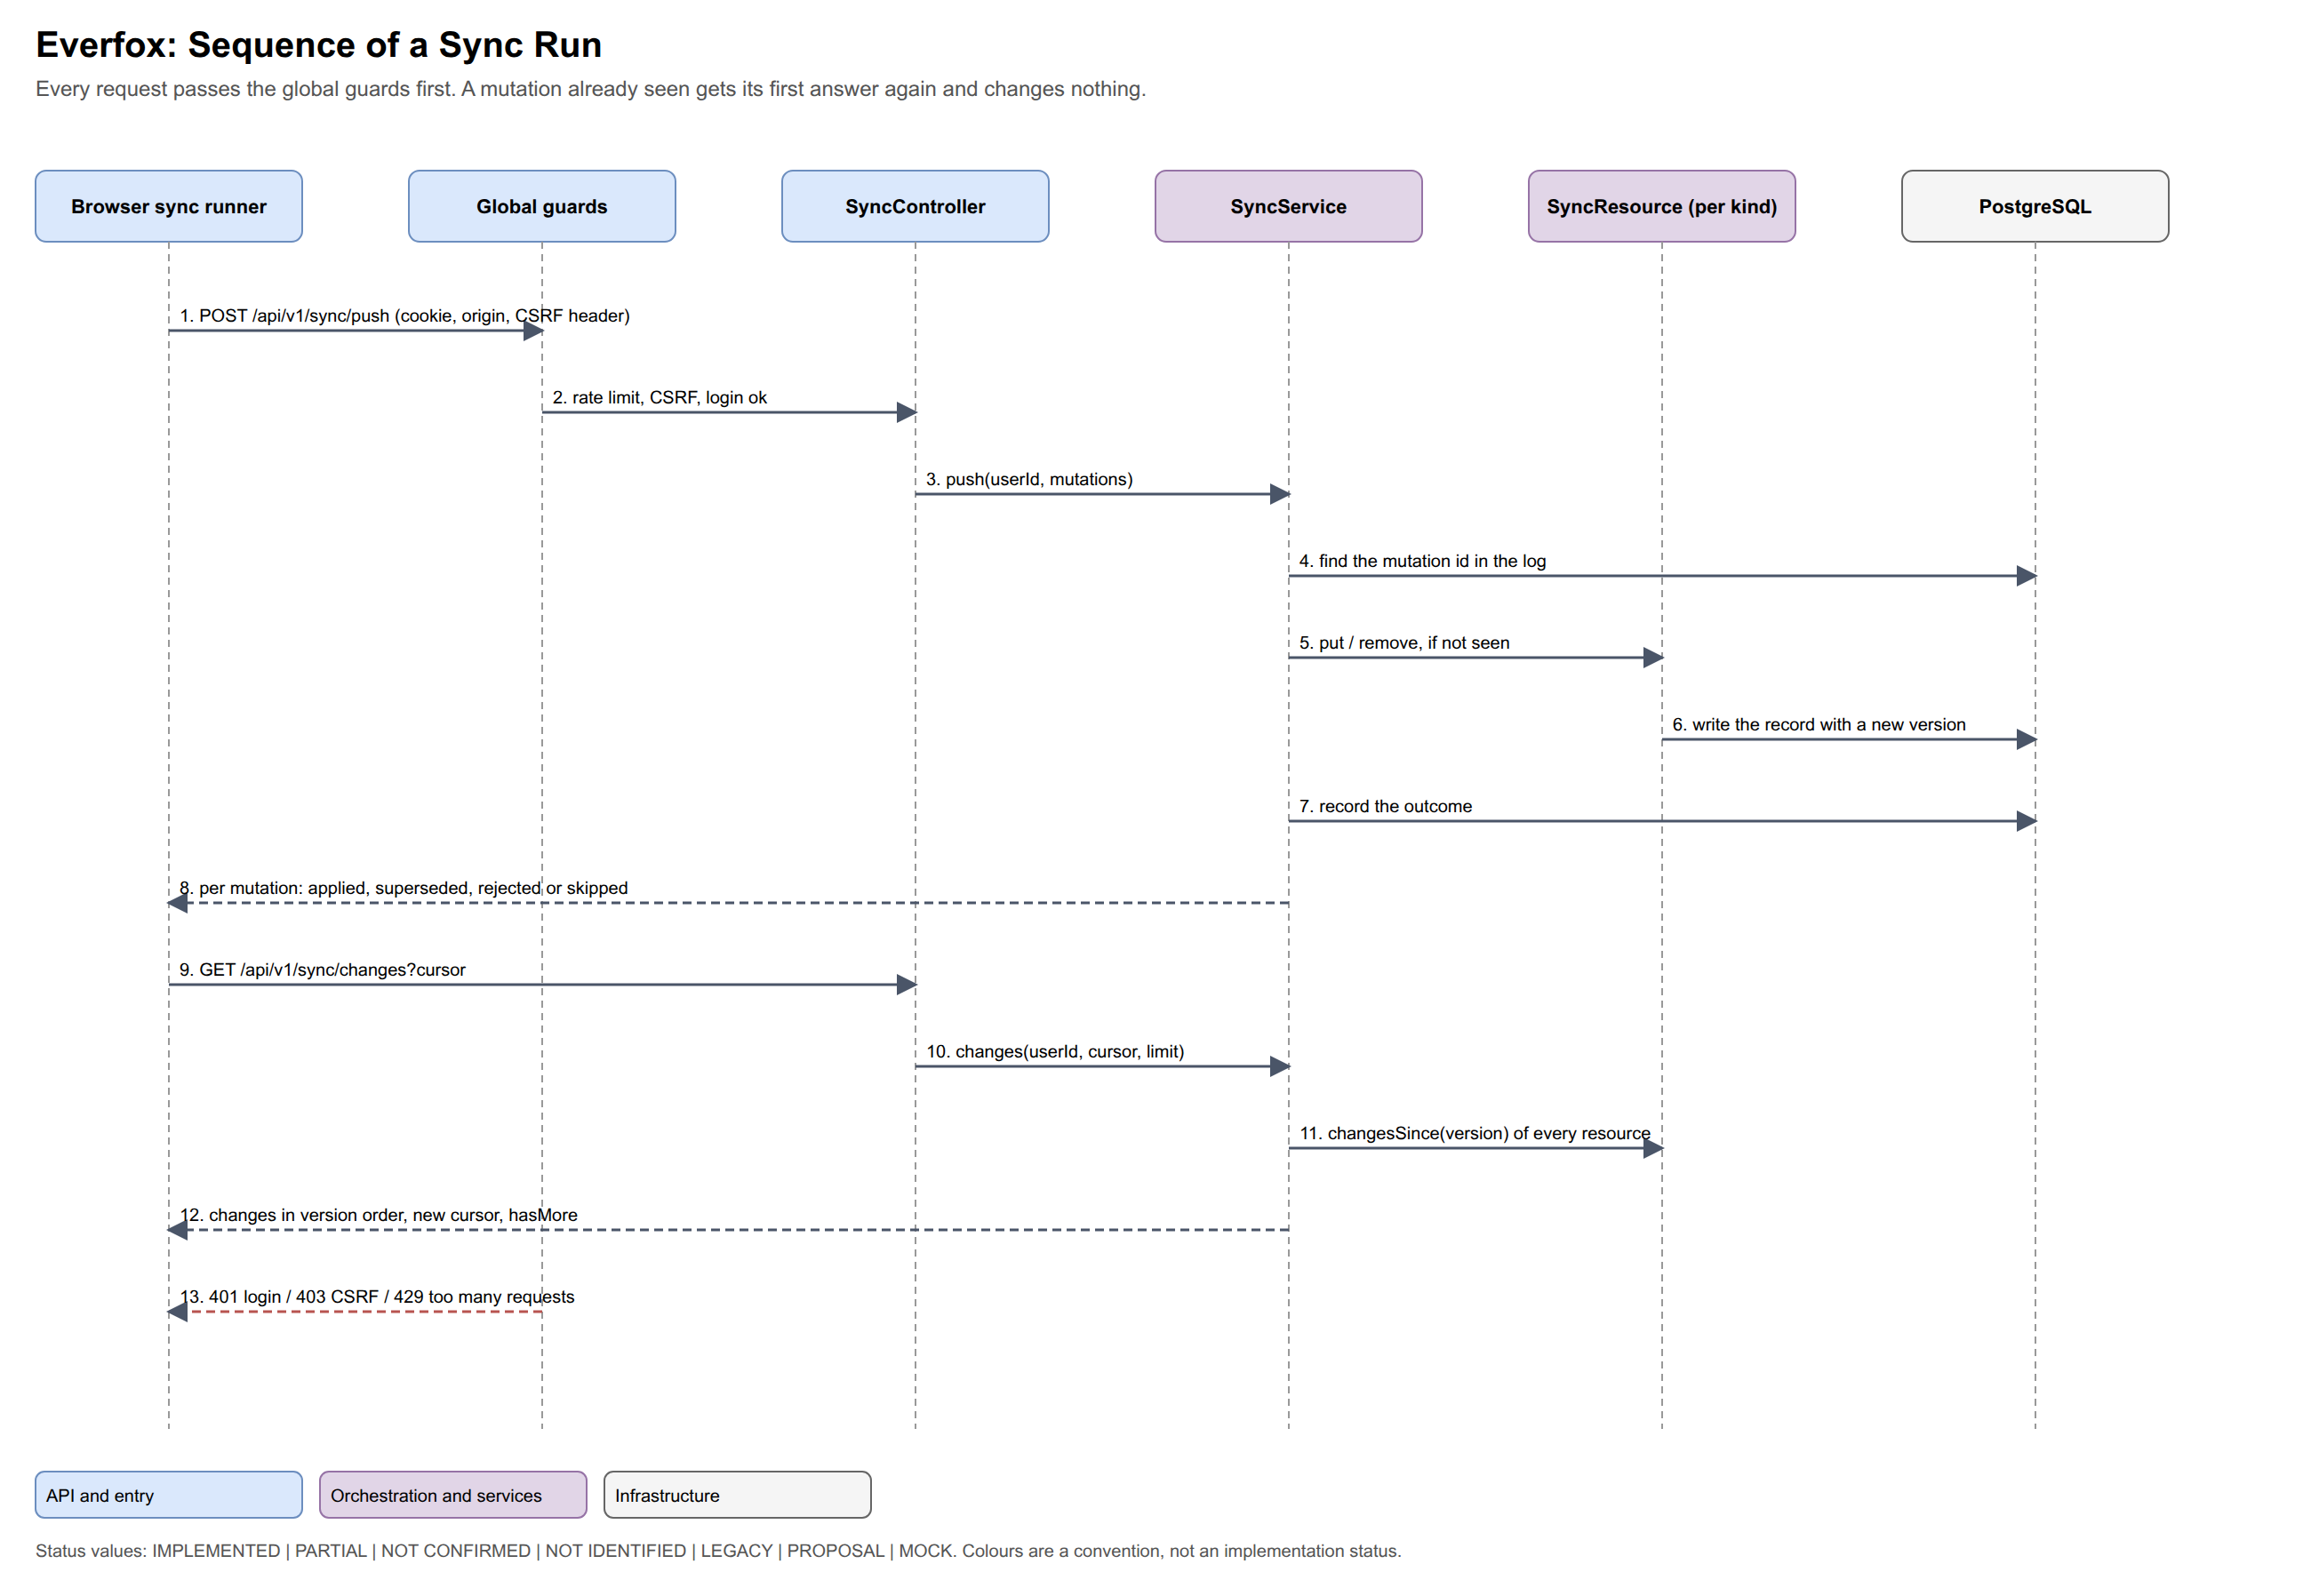 Everfox: Sequence of a Sync Run
Every request passes the global guards first. A mutation already seen gets its first answer again and changes nothing.
Browser sync runner
Global guards
SyncController
SyncService
SyncResource (per kind)
PostgreSQL
1. POST /api/v1/sync/push (cookie, origin, CSRF header)
2. rate limit, CSRF, login ok
3. push(userId, mutations)
4. find the mutation id in the log
5. put / remove, if not seen
6. write the record with a new version
7. record the outcome
8. per mutation: applied, superseded, rejected or skipped
9. GET /api/v1/sync/changes?cursor
10. changes(userId, cursor, limit)
11. changesSince(version) of every resource
12. changes in version order, new cursor, hasMore
13. 401 login / 403 CSRF / 429 too many requests
API and entry
Orchestration and services
Infrastructure
Status values: IMPLEMENTED | PARTIAL | NOT CONFIRMED | NOT IDENTIFIED | LEGACY | PROPOSAL | MOCK. Colours are a convention, not an implementation status.